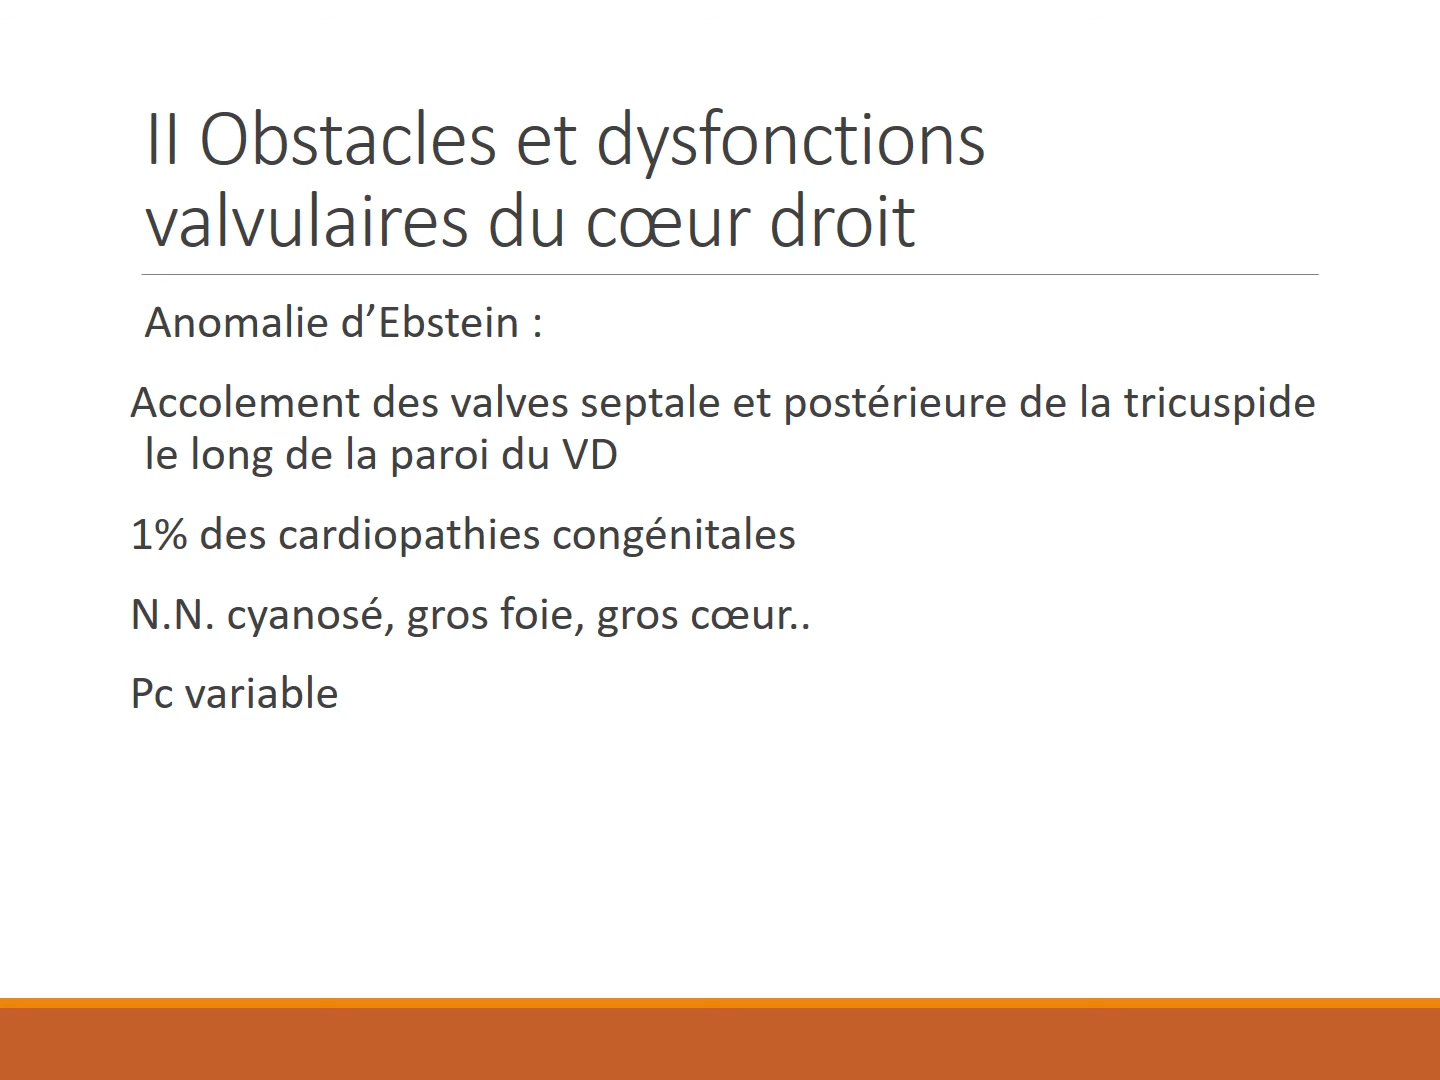 II Obstacles et dysfonctions
valvulaires du cœur droit
Anomalie d’Ebstein :
Accolement des valves septale et postérieure de la tricuspide
le long de la paroi du VD
1% des cardiopathies congénitales
N.N. cyanosé, gros foie, gros cœur..
Pc variable